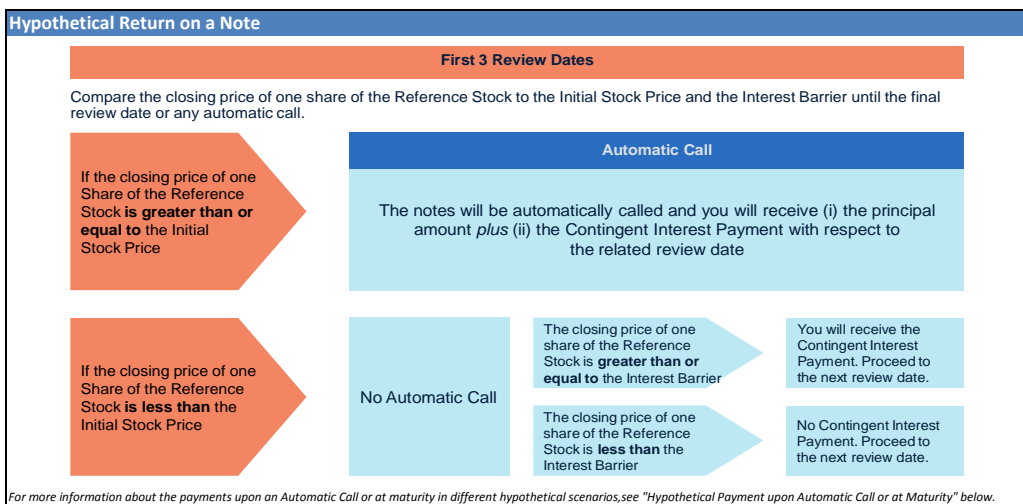 Hypothetical Return on a Note
First 3 Review Dates
Compare the closing price of one share of the Reference Stock to the Initial Stock Price and the Interest Barrier until the final
review date or any automatic call.
If the closing price of one
Share of the Reference
Stock is greater than or
equal to the Initial
Stock Price
Automatic Call
The notes will be automatically called and you will receive (i) the principal
amount plus (ii) the Contingent Interest Payment with respect to
the related review date
If the closing price of one
Share of the Reference
Stock is less than the
Initial Stock Price
No Automatic Call
The closing price of one
share of the Reference
Stock is greater than or
equal to the Interest Barrier
You will receive the
Contingent Interest
Payment. Proceed to
the next review date.
The closing price of one
share of the Reference
Stock is less than the
Interest Barrier
No Contingent Interest
Payment. Proceed to
the next review date.
For more information about the payments upon an Automatic Call or at maturity in different hypothetical scenarios,see "Hypothetical Payment upon Automatic Call or at Maturity" below.